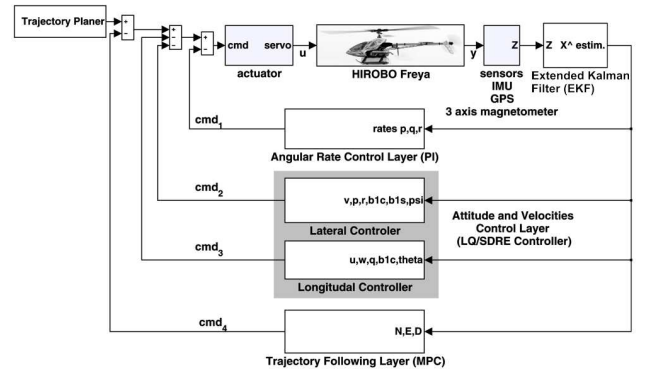 Trajectory Planer
+
-
+
-
-
+
-
cmd servo
actuator
u
HIROBO Freya
y
Z
sensors
IMU
GPS
3 axis magnetometer
Z X^ estim.
Extended Kalman
Filter (EKF)
cmd1
rates p,q,r
Angular Rate Control Layer (PI)
cmd2
v,p,r,b1c,b1s,psi
Lateral Controler
Attitude and Velocities
Control Layer
(LQ/SDRE Controller)
cmd3
u,w,q,b1c,theta
Longitudal Controller
cmd4
N,E,D
Trajectory Following Layer (MPC)